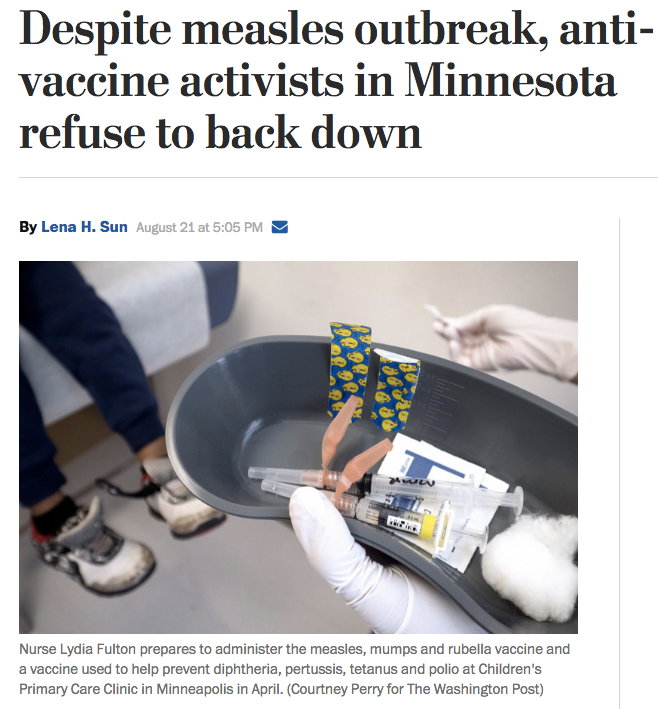 Despite measles outbreak, anti-
vaccine activists in Minnesota
refuse to back down
By Lena H. Sun August 21 at 5:05 PM
Nurse Lydia Fulton prepares to administer the measles, mumps and rubella vaccine and
a vaccine used to help prevent diphtheria, pertussis, tetanus and polio at Children's
Primary Care Clinic in Minneapolis in April. (Courtney Perry for The Washington Post)